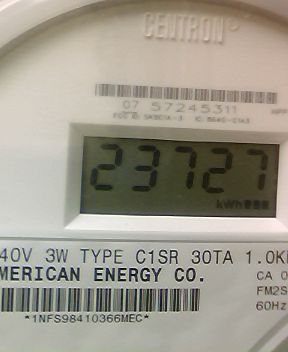 CENTRON®
07 57245311
23727
kWh
40V 3W TYPE C1SR 30TA 1.0K
MERICAN ENERGY CO.
CA 0
FM2S
60Hz
*1NFS98410366MEC*